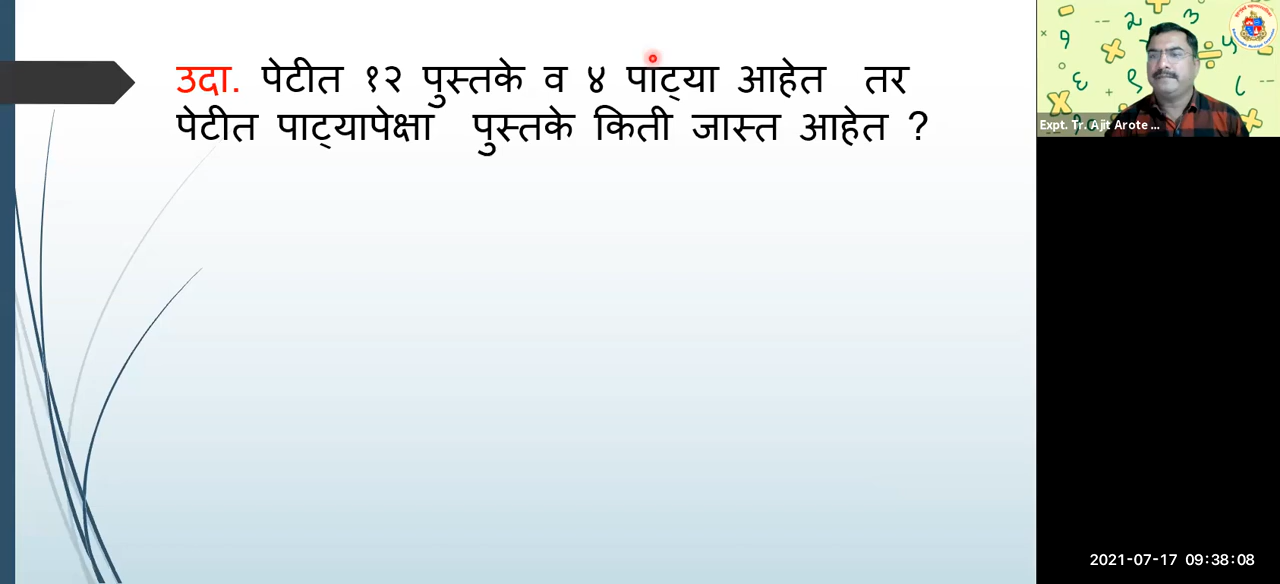 उदा. पेटीत १२ पुस्तके व ४ पाट्या आहेत तर
पेटीत पाट्यापेक्षा पुस्तके किती जास्त आहेत ?
Expt. Tr. Ajit Arote ...
2021-07-17 09:38:08